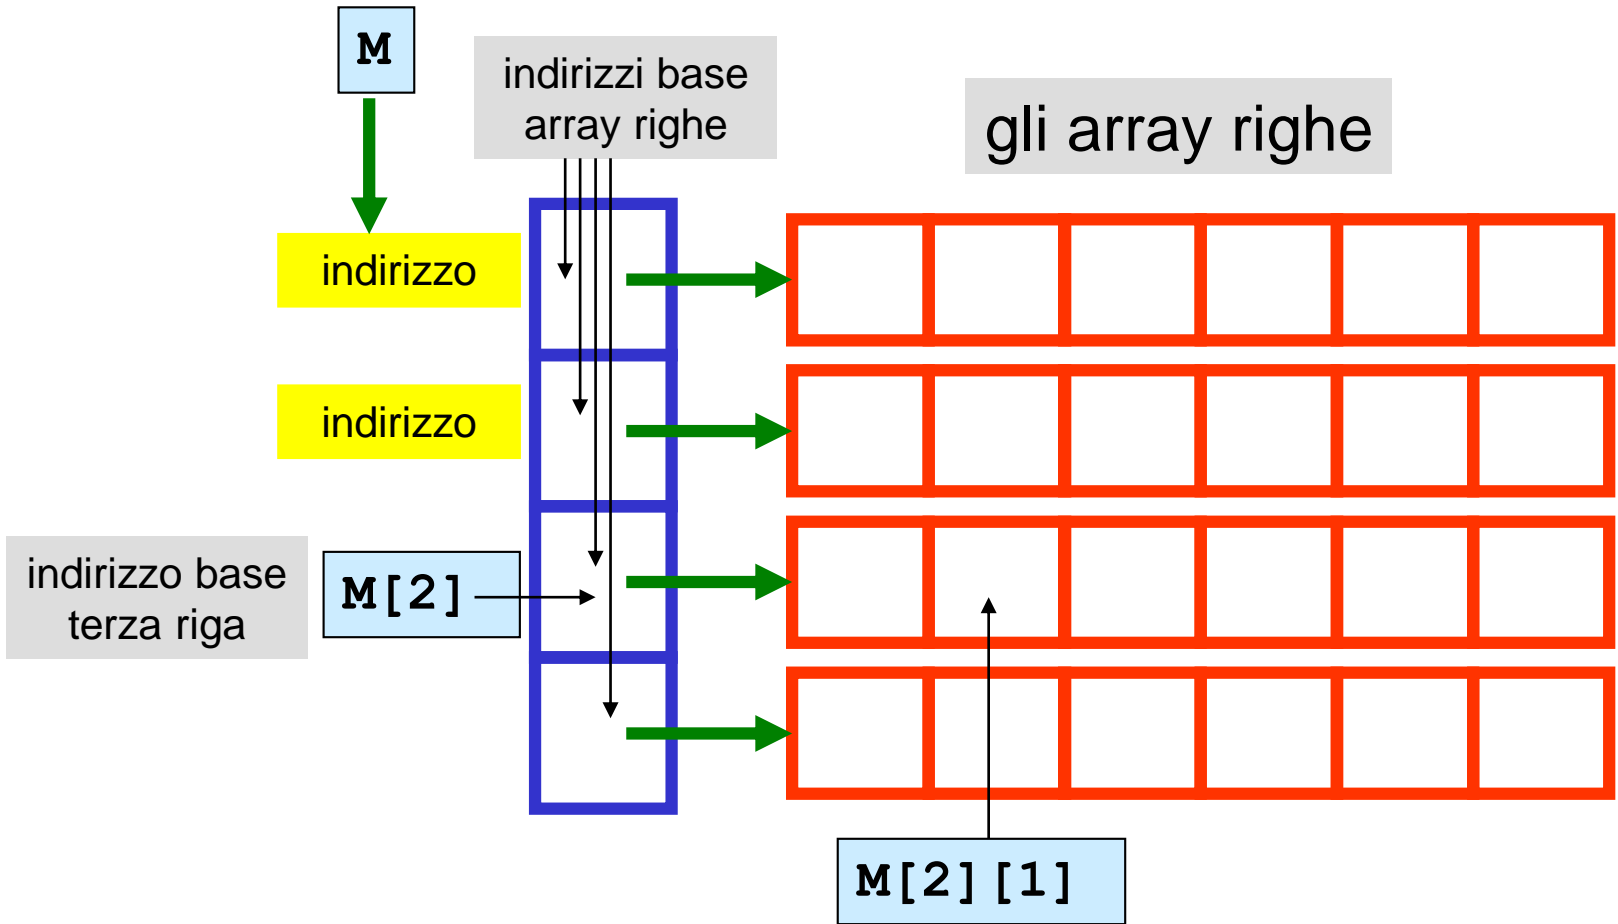 M
indirizzi base
array righe
gli array righe
indirizzo
indirizzo
indirizzo base
terza riga
M[2]
M[2][1]